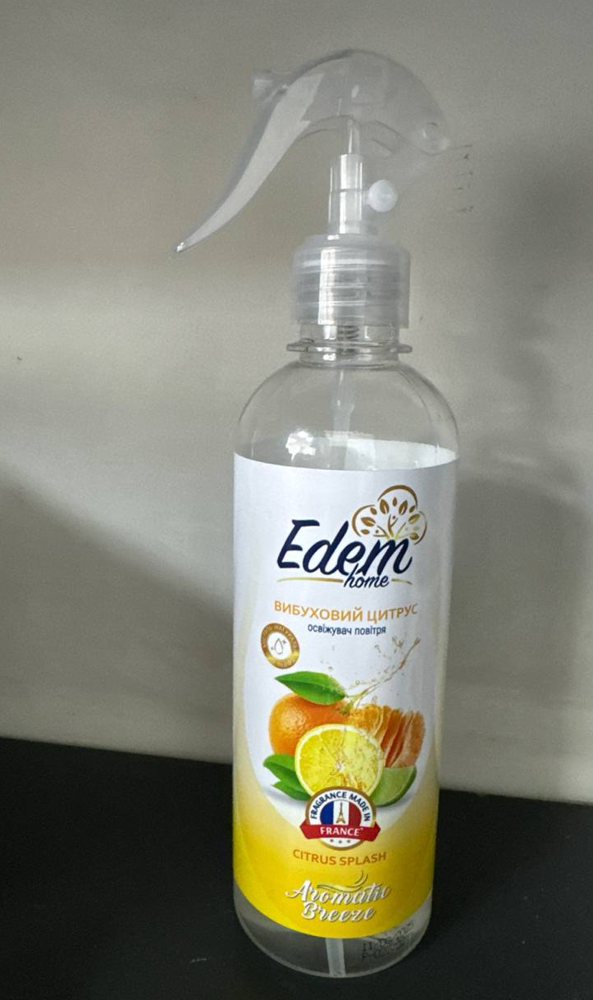 Edem
home
ВИБУХОВИЙ ЦИТРУС
освіжувач повітря
FRAGRANCE MADE IN
FRANCE*
CITRUS SPLASH
Aromatic
Breeze